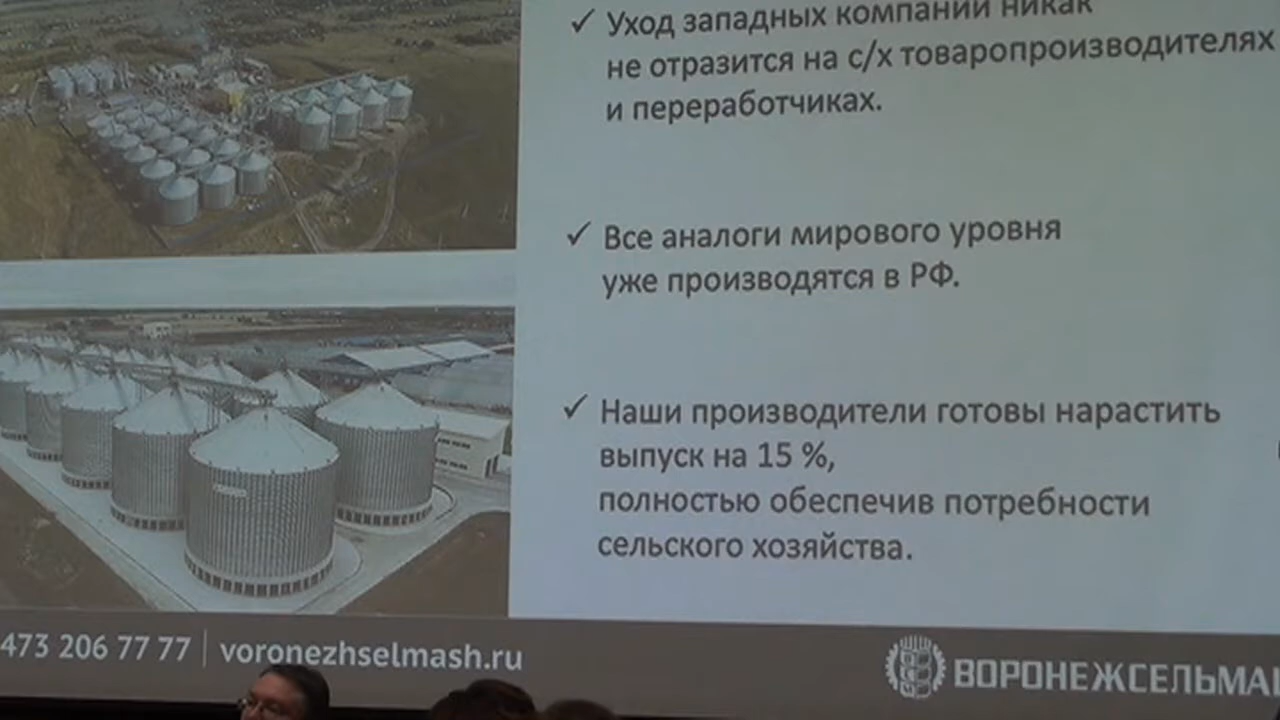 ✓ Уход западных компаний никак
не отразится на с/х товаропроизводителях
и переработчиках.
✓ Все аналоги мирового уровня
уже производятся в РФ.
✓ Наши производители готовы нарастить
выпуск на 15 %,
полностью обеспечив потребности
сельского хозяйства.
473 206 77 77 | voronezhselmash.ru